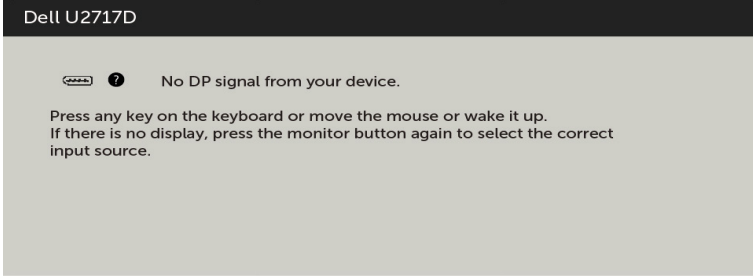 Dell U2717D
? No DP signal from your device.
Press any key on the keyboard or move the mouse or wake it up.
If there is no display, press the monitor button again to select the correct
input source.